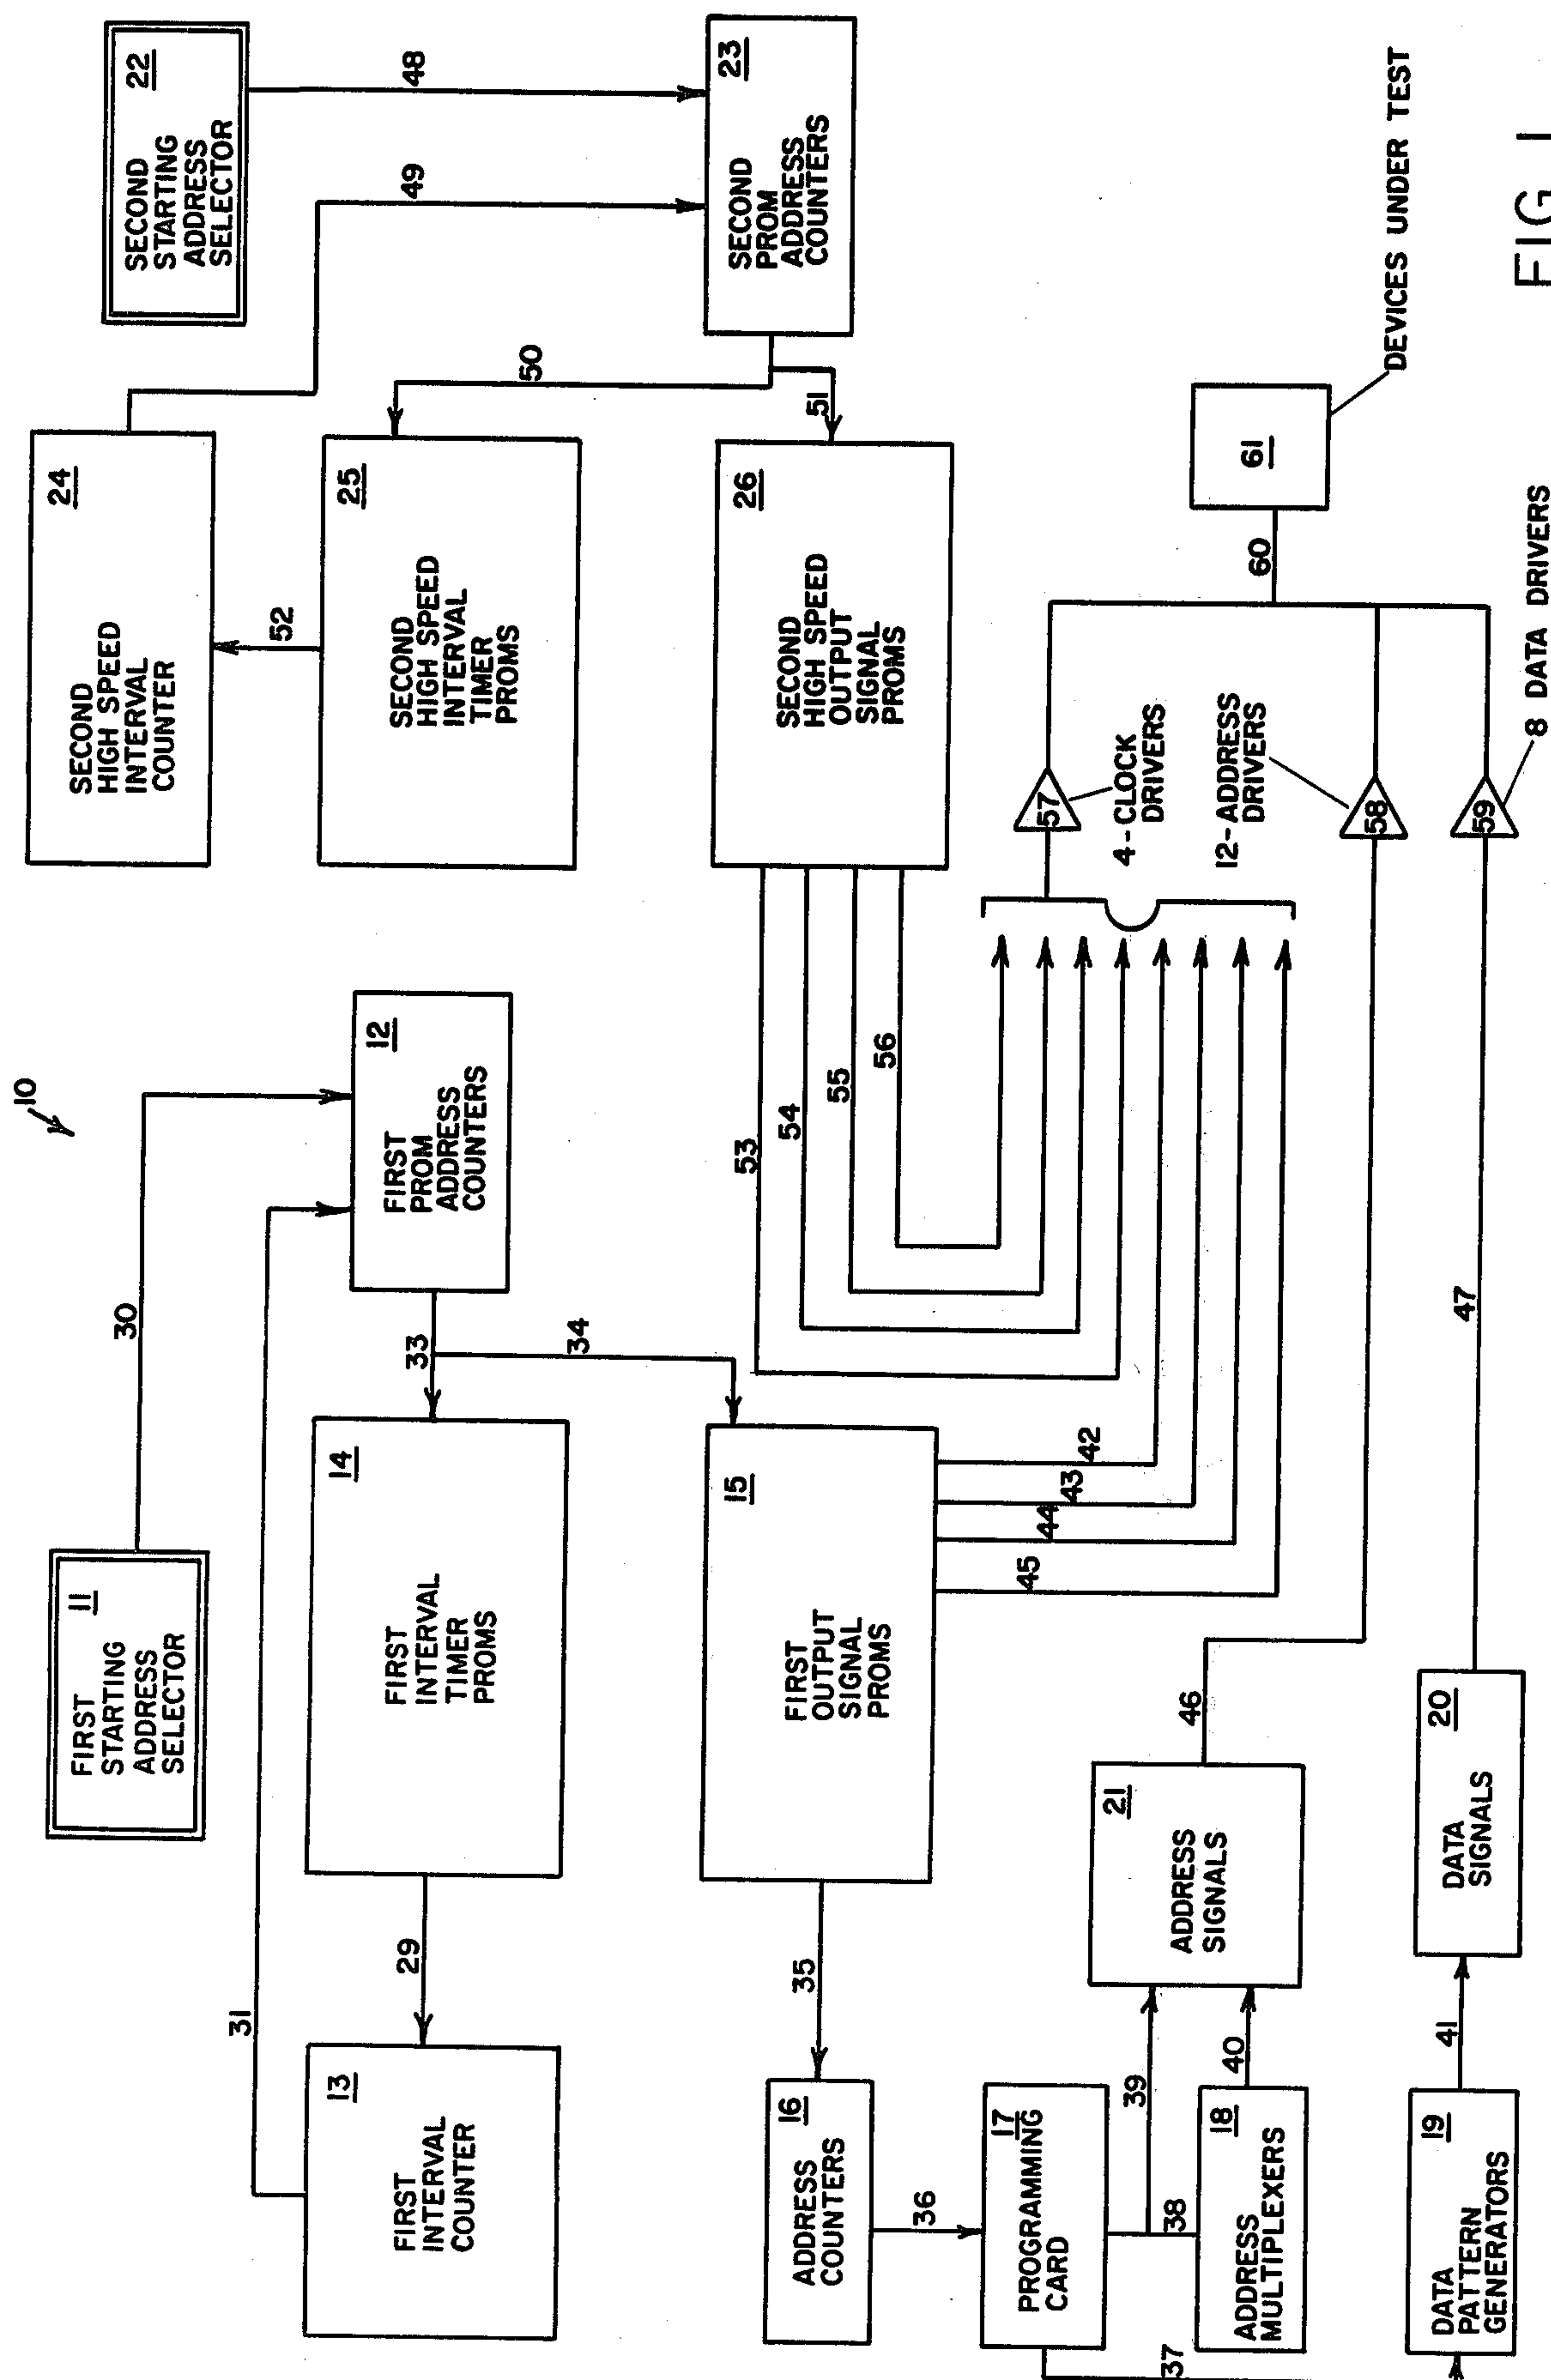 10
11
FIRST
STARTING
ADDRESS
SELECTOR
30
31
12
FIRST
PROM
ADDRESS
COUNTERS
13
FIRST
INTERVAL
COUNTER
29
14
FIRST
INTERVAL
TIMER
PROMS
33
34
15
FIRST
OUTPUT
SIGNAL
PROMS
35
16
ADDRESS
COUNTERS
36
17
PROGRAMING
CARD
37
38
39
18
ADDRESS
MULTIPLEXERS
40
19
DATA
PATTERN
GENERATORS
41
20
DATA
SIGNALS
21
ADDRESS
SIGNALS
42
43
44
45
46
47
22
SECOND
STARTING
ADDRESS
SELECTOR
48
49
23
SECOND
PROM
ADDRESS
COUNTERS
24
SECOND
HIGH SPEED
INTERVAL
COUNTER
52
50
51
25
SECOND
HIGH SPEED
INTERVAL
TIMER
PROMS
26
SECOND
HIGH SPEED
OUTPUT
SIGNAL
PROMS
53
54
55
56
57
4-CLOCK
DRIVERS
12-ADDRESS
DRIVERS
58
59
8 DATA DRIVERS
60
61
DEVICES UNDER TEST
FIG. 1